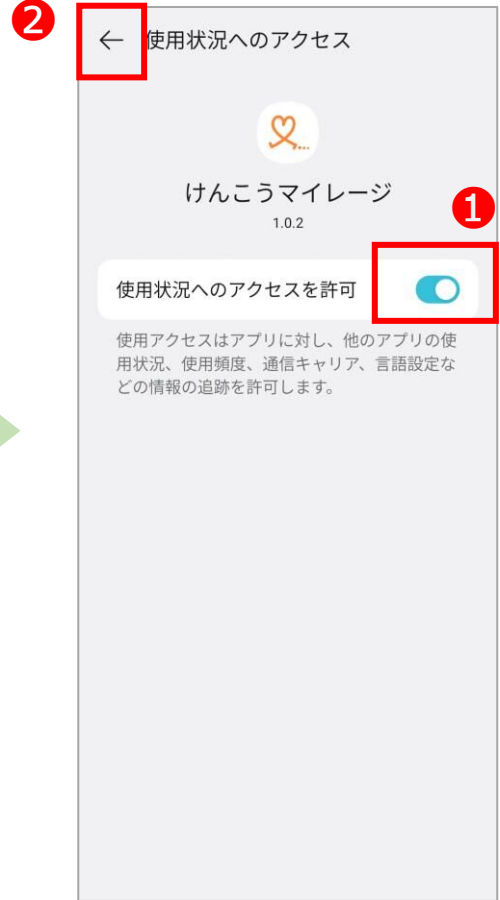 ❷
← 使用状況へのアクセス
けんこうマイレージ
❶
1.0.2
使用状況へのアクセスを許可
使用アクセスはアプリに対し、他のアプリの使
用状況、使用頻度、通信キャリア、言語設定な
どの情報の追跡を許可します。